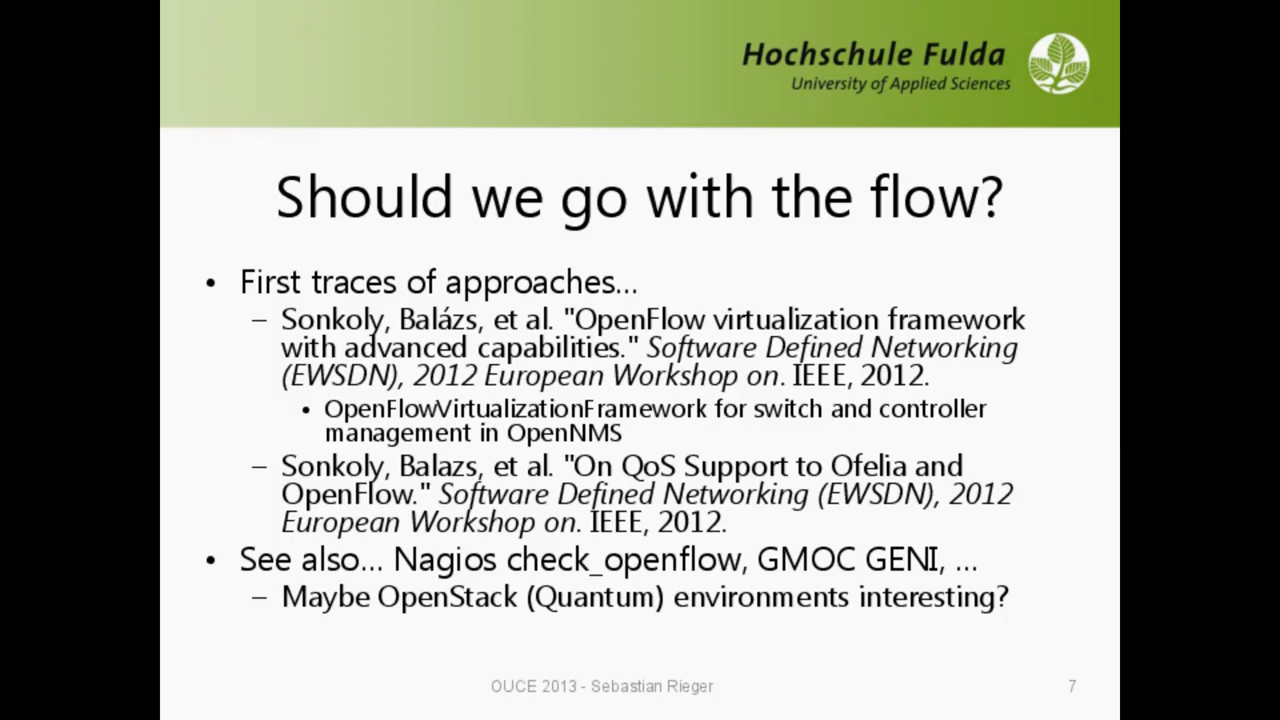 Hochschule Fulda
University of Applied Sciences
Should we go with the flow?
• First traces of approaches...
– Sonkoly, Balázs, et al. "OpenFlow virtualization framework
with advanced capabilities." Software Defined Networking
(EWSDN), 2012 European Workshop on. IEEE, 2012.
• OpenFlowVirtualizationFramework for switch and controller
management in OpenNMS
– Sonkoly, Balazs, et al. "On QoS Support to Ofelia and
OpenFlow." Software Defined Networking (EWSDN), 2012
European Workshop on. IEEE, 2012.
• See also... Nagios check_openflow, GMOC GENI, ...
– Maybe OpenStack (Quantum) environments interesting?
OUCE 2013 - Sebastian Rieger
7